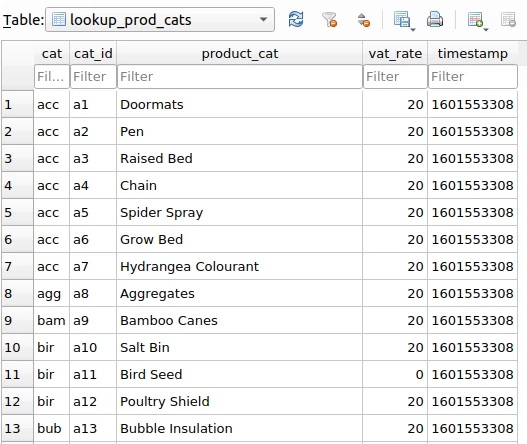 Table: lookup_prod_cats
cat cat_id product_cat vat_rate timestamp
Fil... Filter Filter Filter Filter
1 acc a1 Doormats 20 1601553308
2 acc a2 Pen 20 1601553308
3 acc a3 Raised Bed 20 1601553308
4 acc a4 Chain 20 1601553308
5 acc a5 Spider Spray 20 1601553308
6 acc a6 Grow Bed 20 1601553308
7 acc a7 Hydrangea Colourant 20 1601553308
8 agg a8 Aggregates 20 1601553308
9 bam a9 Bamboo Canes 20 1601553308
10 bir a10 Salt Bin 20 1601553308
11 bir a11 Bird Seed 0 1601553308
12 bir a12 Poultry Shield 20 1601553308
13 bub a13 Bubble Insulation 20 1601553308